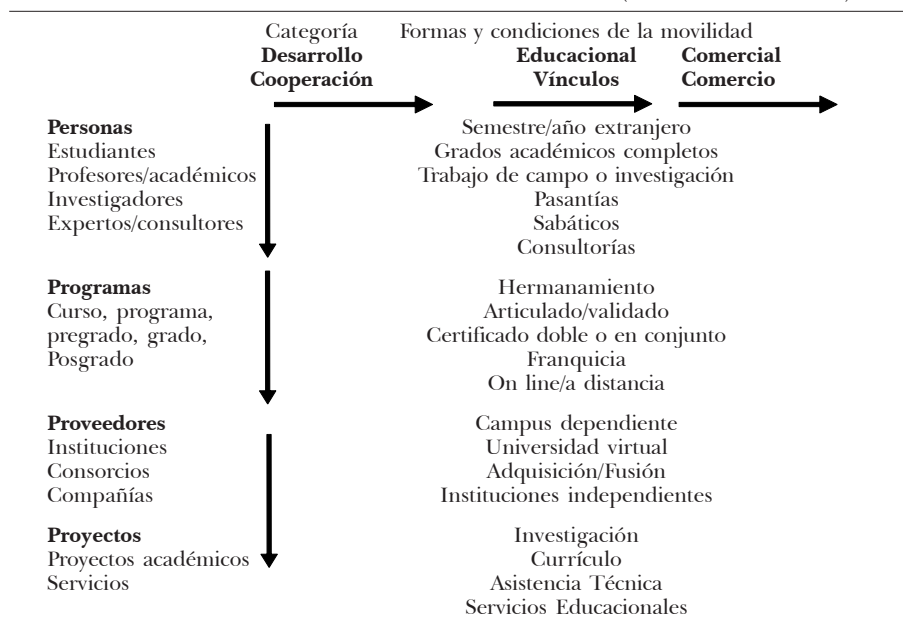 Categoría Formas y condiciones de la movilidad
Desarrollo Educacional Comercial
Cooperación Vínculos Comercio
Personas Semestre/año extranjero
Estudiantes Grados académicos completos
Profesores/académicos Trabajo de campo o investigación
Investigadores Pasantías
Expertos/consultores Sabáticos
Consultorías
Programas Hermanamiento
Curso, programa, Articulado/validado
pregrado, grado, Certificado doble o en conjunto
Posgrado Franquicia
On line/a distancia
Proveedores Campus dependiente
Instituciones Universidad virtual
Consorcios Adquisición/Fusión
Compañías Instituciones independientes
Proyectos Investigación
Proyectos académicos Currículo
Servicios Asistencia Técnica
Servicios Educacionales